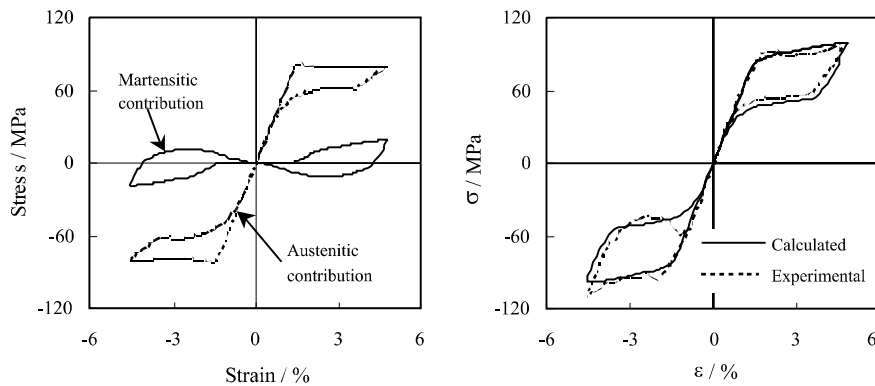 120
60
0
-60
-120
Stress / MPa
Martensitic
contribution
Austenitic
contribution
-6
-3
0
3
6
Strain / %
120
60
0
-60
-120
σ / MPa
Calculated
Experimental
-6
-3
0
3
6
ε / %